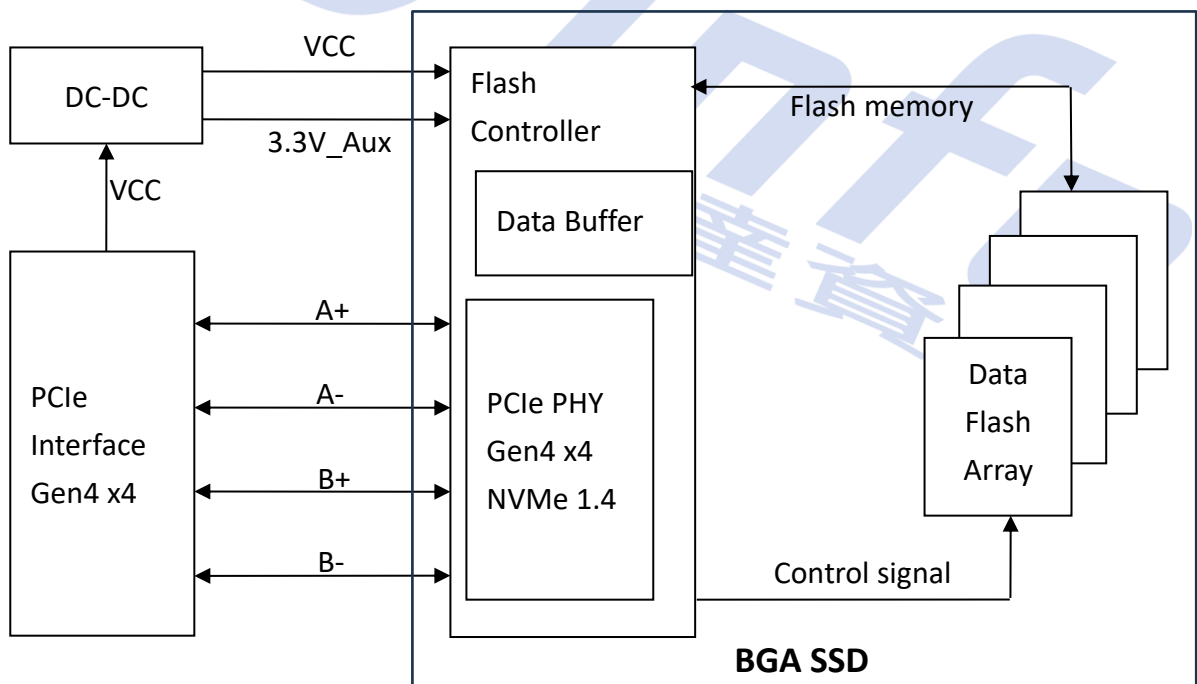 VCC
DC-DC
3.3V_Aux
VCC
Flash
Controller
Data Buffer
Flash memory
A+
A-
B+
B-
PCIe
Interface
Gen4 x4
PCIe PHY
Gen4 x4
NVMe 1.4
Data
Flash
Array
Control signal
BGA SSD